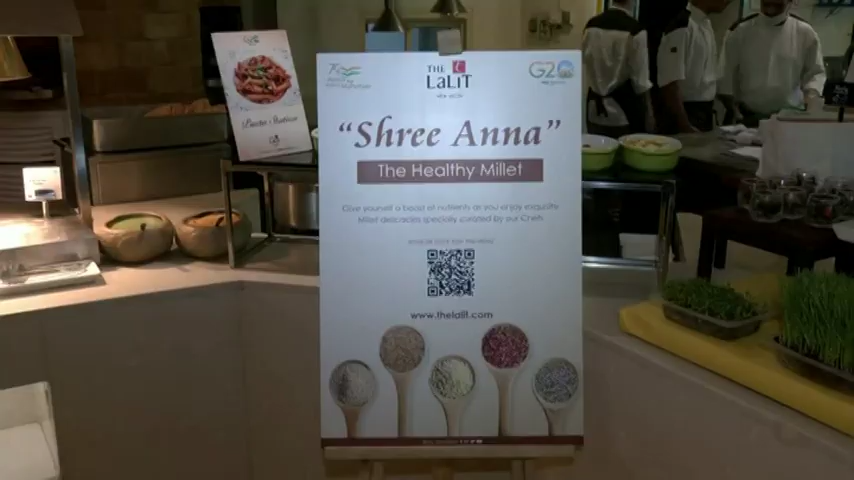 THE
LaLiT
NEW DELHI
G20
"Shree Anna"
The Healthy Millet
Give yourself a boost of nutrients as you enjoy exquisite
Millet delicacies specially curated by our Chefs
www.thelalit.com
Pasta Station